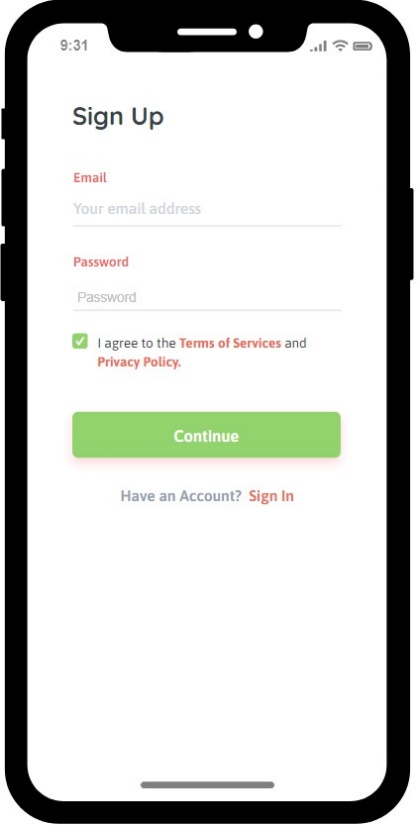 9:31
Sign Up
Email
Your email address
Password
Password
I agree to the Terms of Services and
Privacy Policy.
Continue
Have an Account? Sign In